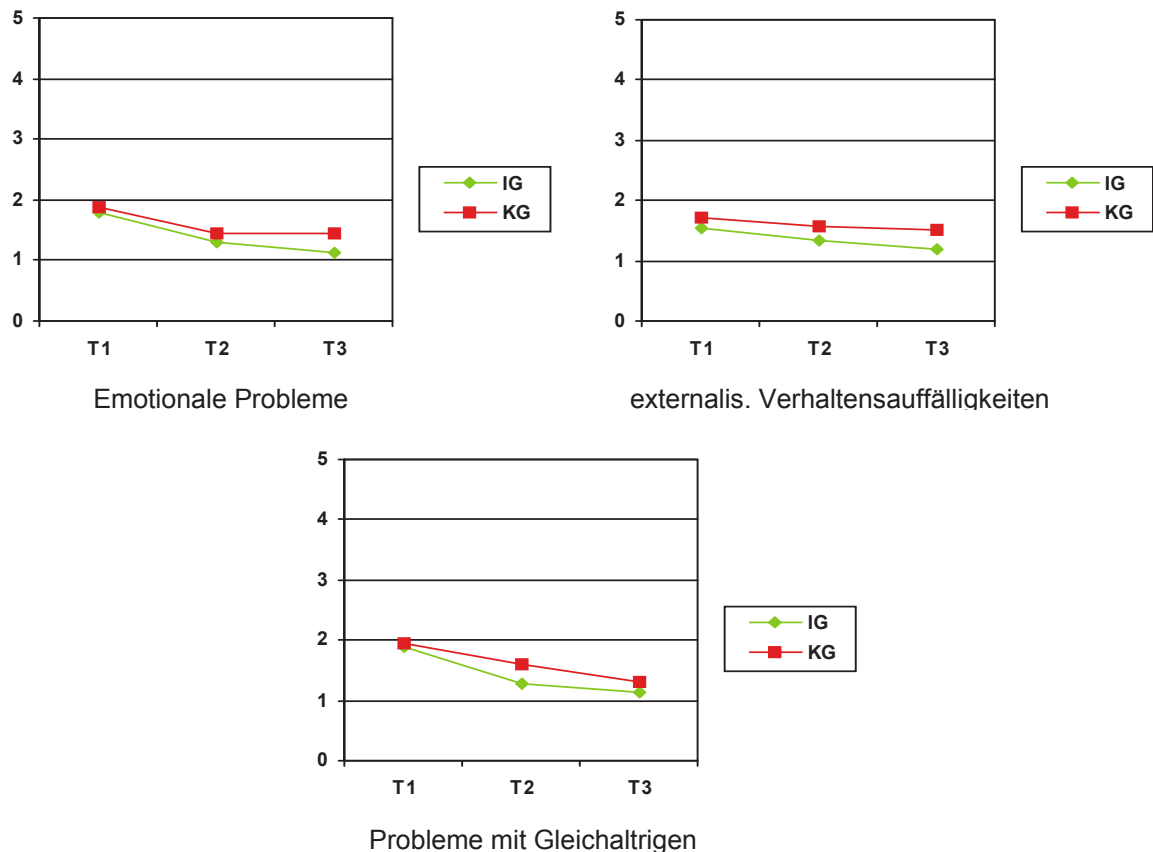 5
4
3
2
1
0
T1 T2 T3
IG
KG
Emotionale Probleme
5
4
3
2
1
0
T1 T2 T3
IG
KG
externalis. Verhaltensauffälligkeiten
5
4
3
2
1
0
T1 T2 T3
IG
KG
Probleme mit Gleichaltrigen